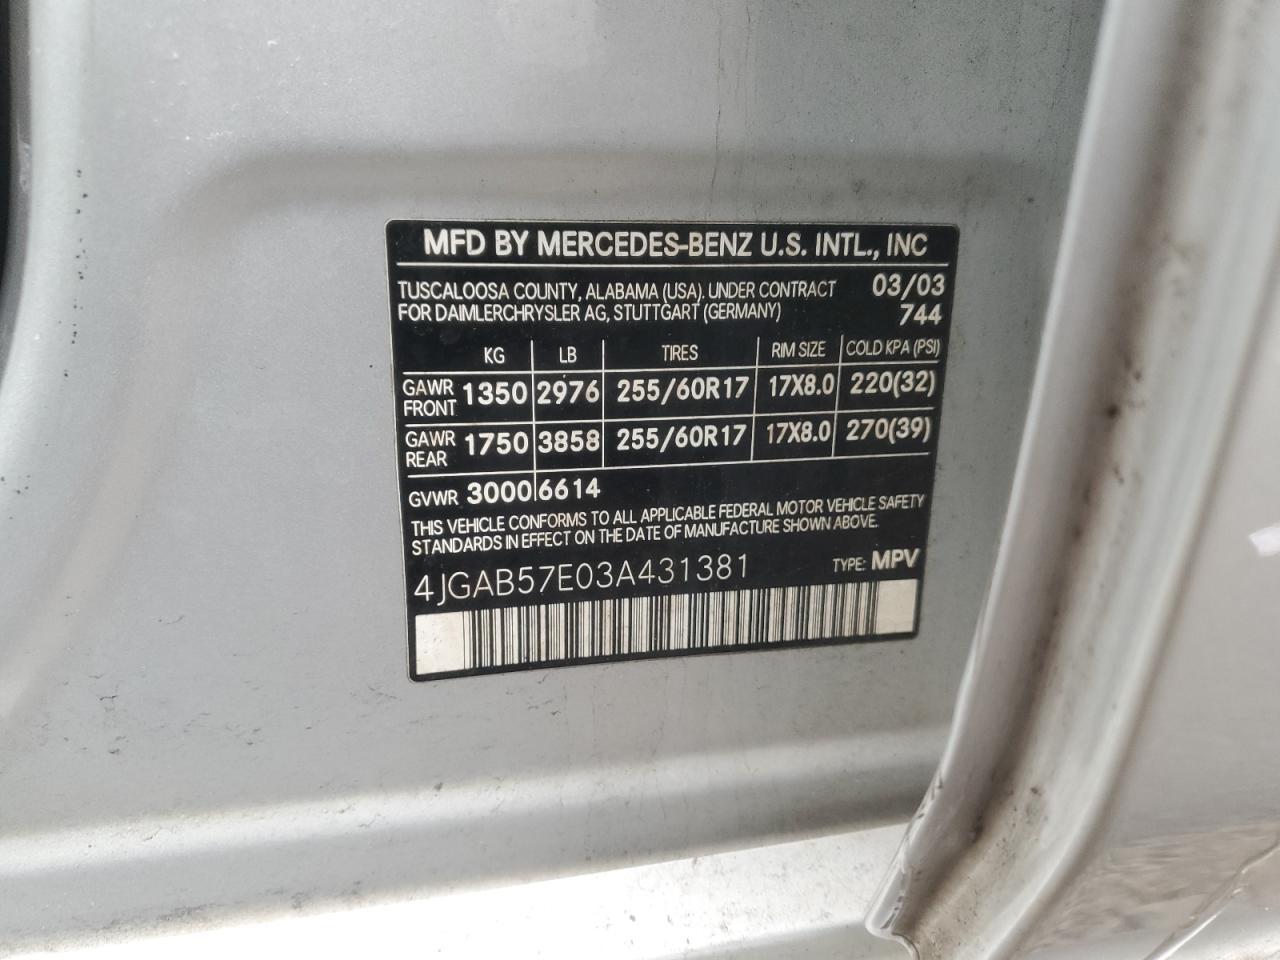 MFD BY MERCEDES-BENZ U.S. INTL., INC
TUSCALOOSA COUNTY, ALABAMA (USA). UNDER CONTRACT 03/03
FOR DAIMLERCHRYSLER AG, STUTTGART (GERMANY) 744
KG LB TIRES RIM SIZE COLD KPA (PSI)
GAWR FRONT 1350 2976 255/60R17 17X8.0 220(32)
GAWR REAR 1750 3858 255/60R17 17X8.0 270(39)
GVWR 3000 6614
THIS VEHICLE CONFORMS TO ALL APPLICABLE FEDERAL MOTOR VEHICLE SAFETY
STANDARDS IN EFFECT ON THE DATE OF MANUFACTURE SHOWN ABOVE.
4JGAB57E03A431381 TYPE: MPV